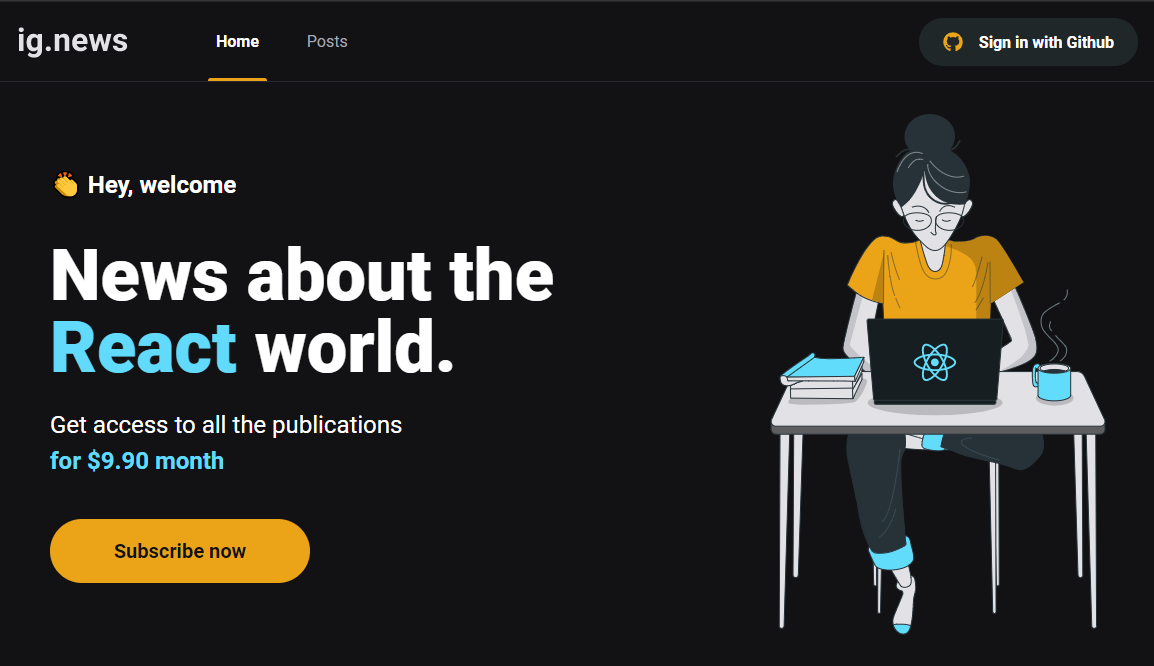 ig.news
Home
Posts
Sign in with Github
👏 Hey, welcome
News about the
React world.
Get access to all the publications
for $9.90 month
Subscribe now